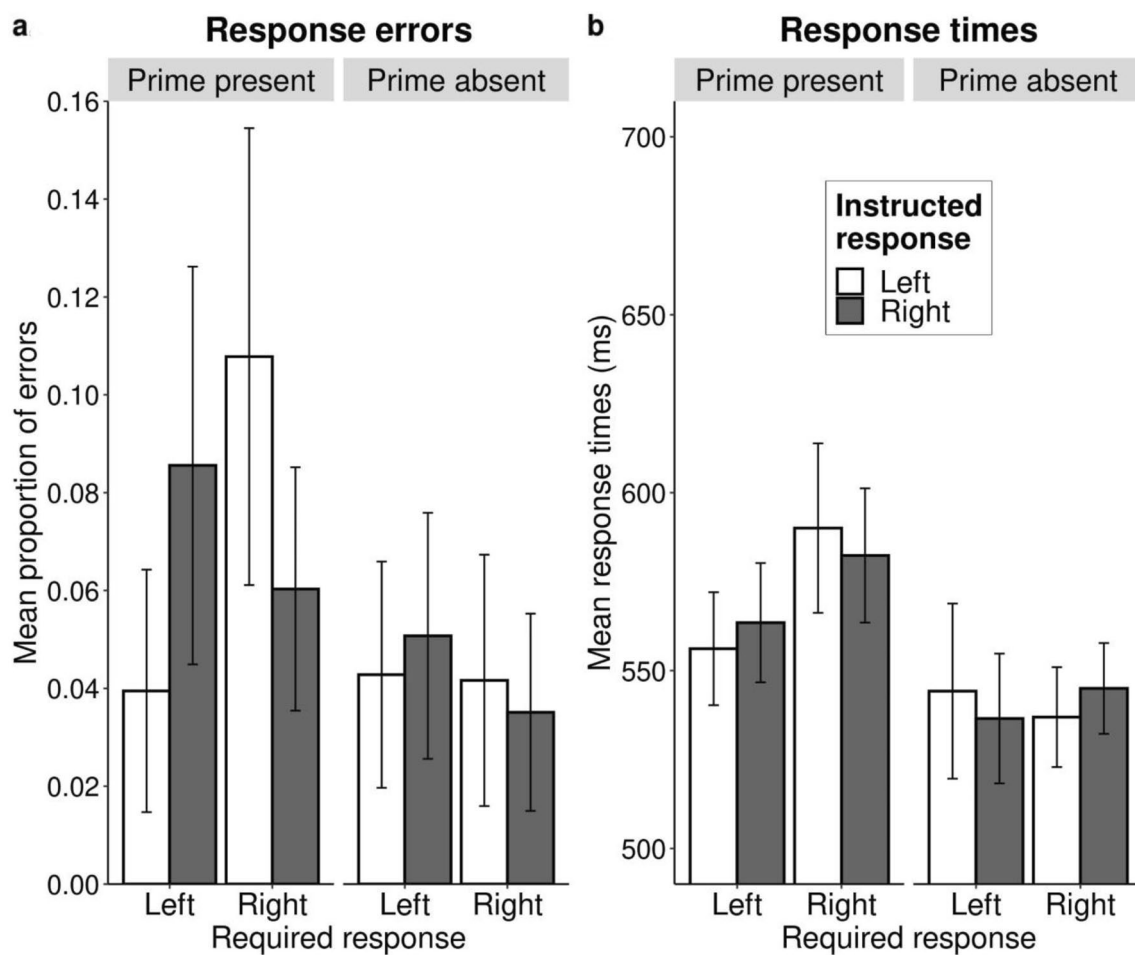 a
Response errors
Prime present
Prime absent
0.16
0.14
0.12
0.10
0.08
0.06
0.04
0.02
0.00
Mean proportion of errors
Left
Right
Left
Right
Required response
b
Response times
Prime present
Prime absent
700
650
600
550
500
Mean response times (ms)
Instructed
response
Left
Right
Left
Right
Left
Right
Required response